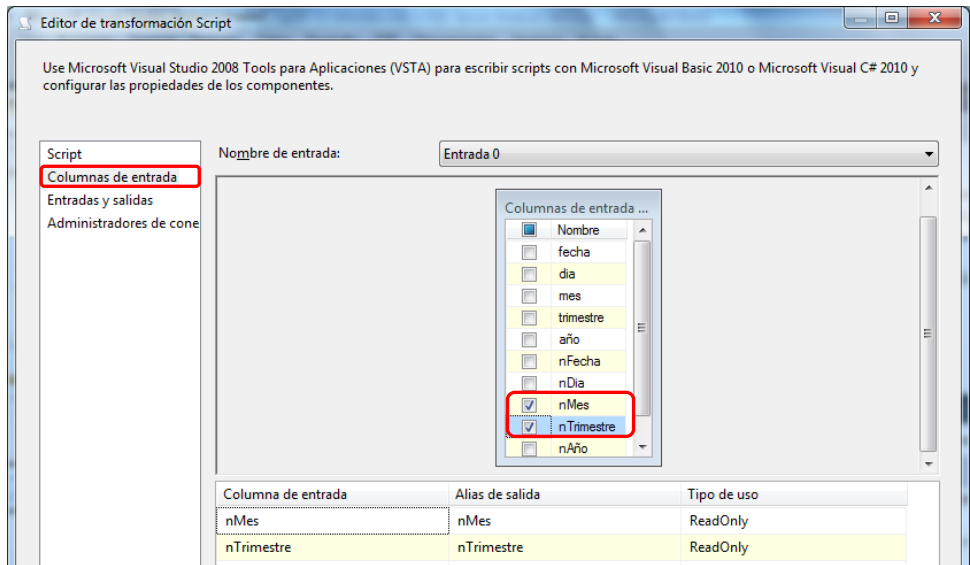 Editor de transformación Script
Use Microsoft Visual Studio 2008 Tools para Aplicaciones (VSTA) para escribir scripts con Microsoft Visual Basic 2010 o Microsoft Visual C# 2010 y
configurar las propiedades de los componentes.
Script
Columnas de entrada
Entradas y salidas
Administradores de cone
Nombre de entrada: Entrada 0
Columnas de entrada ...
Nombre
fecha
dia
mes
trimestre
año
nFecha
nDia
nMes
nTrimestre
nAño
Columna de entrada Alias de salida Tipo de uso
nMes nMes ReadOnly
nTrimestre nTrimestre ReadOnly